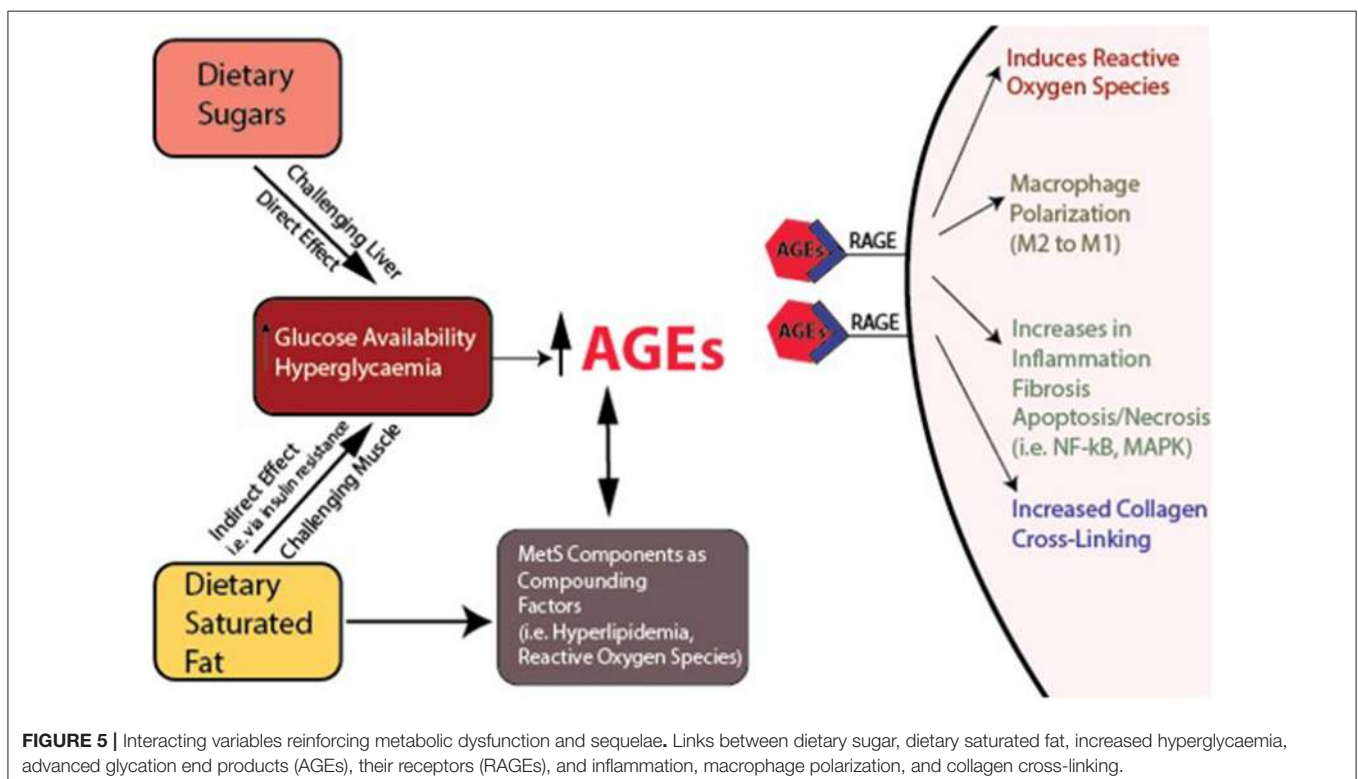 Dietary
Sugars
Challenging Liver
Direct Effect
Glucose Availability
Hyperglycaemia
AGEs
Indirect Effect
i.e. via insulin resistance
Challenging Muscle
Dietary
Saturated
Fat
MetS Components as
Compounding
Factors
(i.e. Hyperlipidemia,
Reactive Oxygen Species)
AGEs
RAGE
AGEs
RAGE
Induces Reactive
Oxygen Species
Macrophage
Polarization
(M2 to M1)
Increases in
Inflammation
Fibrosis
Apoptosis/Necrosis
(i.e. NF-kB, MAPK)
Increased Collagen
Cross-Linking
FIGURE 5 | Interacting variables reinforcing metabolic dysfunction and sequelae. Links between dietary sugar, dietary saturated fat, increased hyperglycaemia,
advanced glycation end products (AGEs), their receptors (RAGEs), and inflammation, macrophage polarization, and collagen cross-linking.